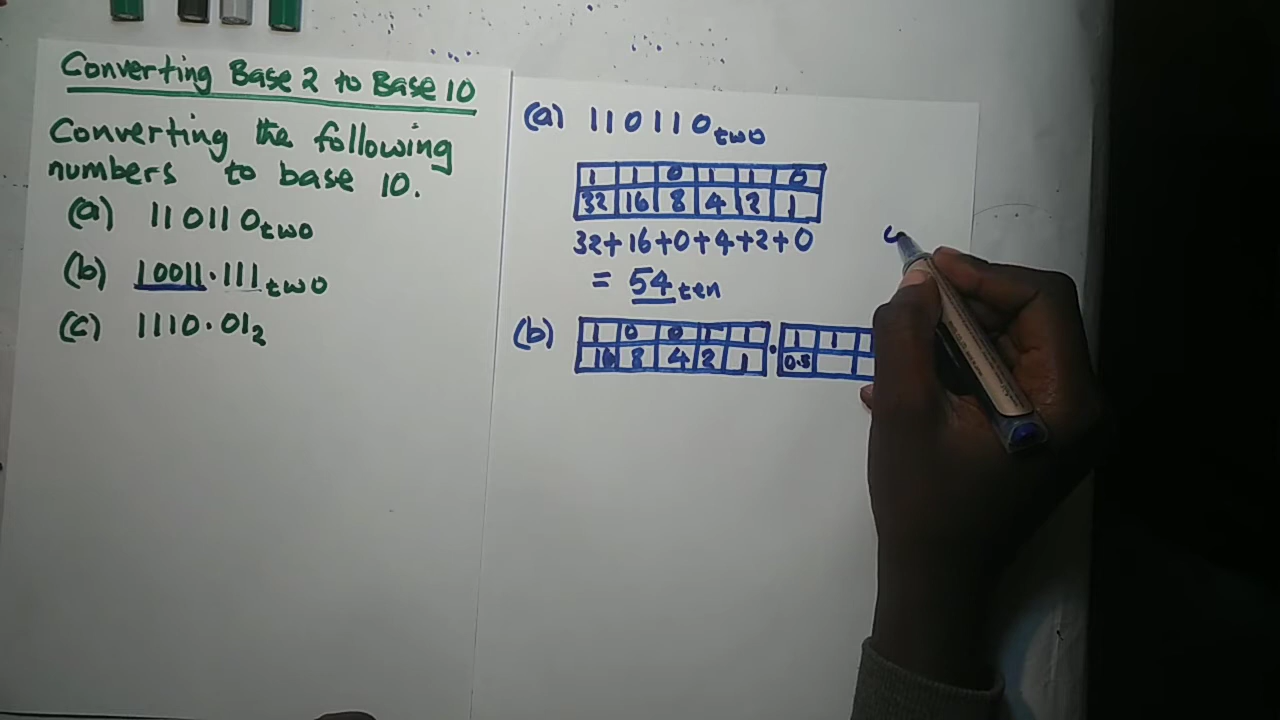 Converting Base 2 to Base 10
Converting the following
numbers to base 10.
(a) 110110two
(b) 10011.111two
(c) 1110.01₂
(a) 110110two
1 1 0 1 1 0
32 16 8 4 2 1
32+16+0+4+2+0
= 54ten
(b) 1 0 0 1 1 . 1 1 1
16 8 4 2 1 0.5